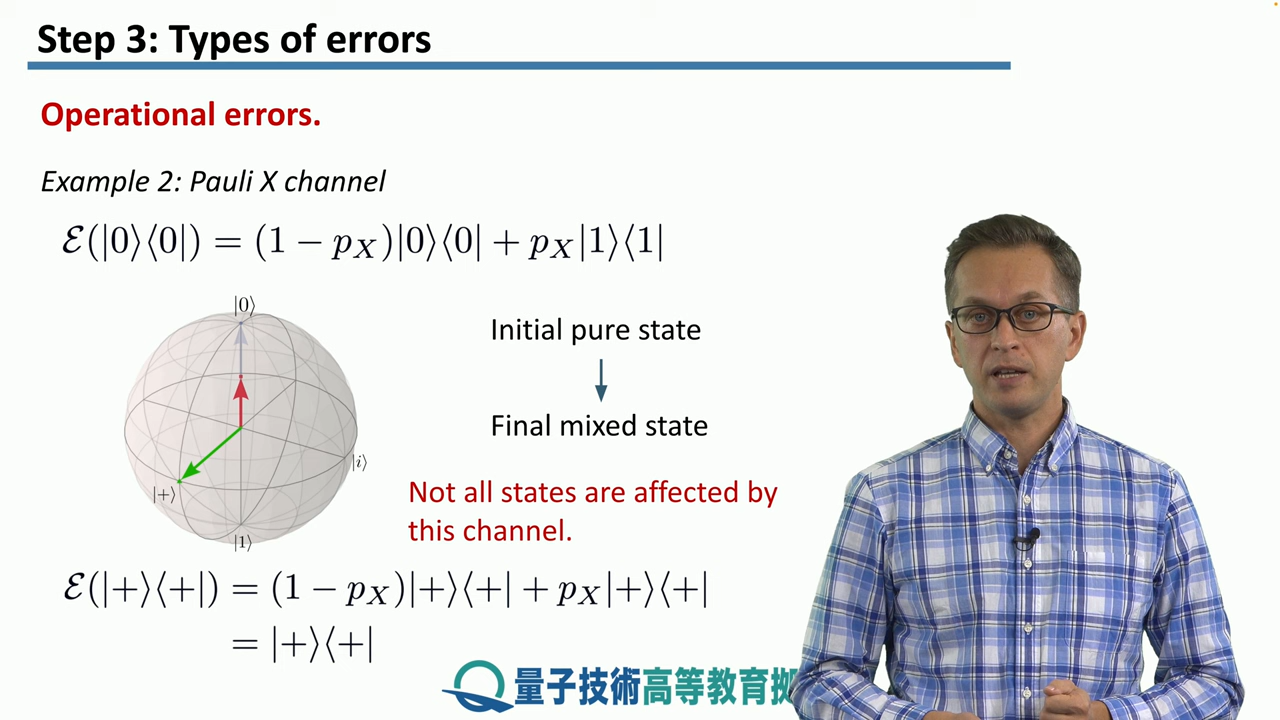 Step 3: Types of errors
Operational errors.
Example 2: Pauli X channel
ℰ(|0⟩⟨0|) = (1 − p_X)|0⟩⟨0| + p_X|1⟩⟨1|
|0⟩
|+⟩
|i⟩
|1⟩
Initial pure state
Final mixed state
Not all states are affected by
this channel.
ℰ(|+⟩⟨+|) = (1 − p_X)|+⟩⟨+| + p_X|+⟩⟨+|
= |+⟩⟨+|
量子技術高等教育拠